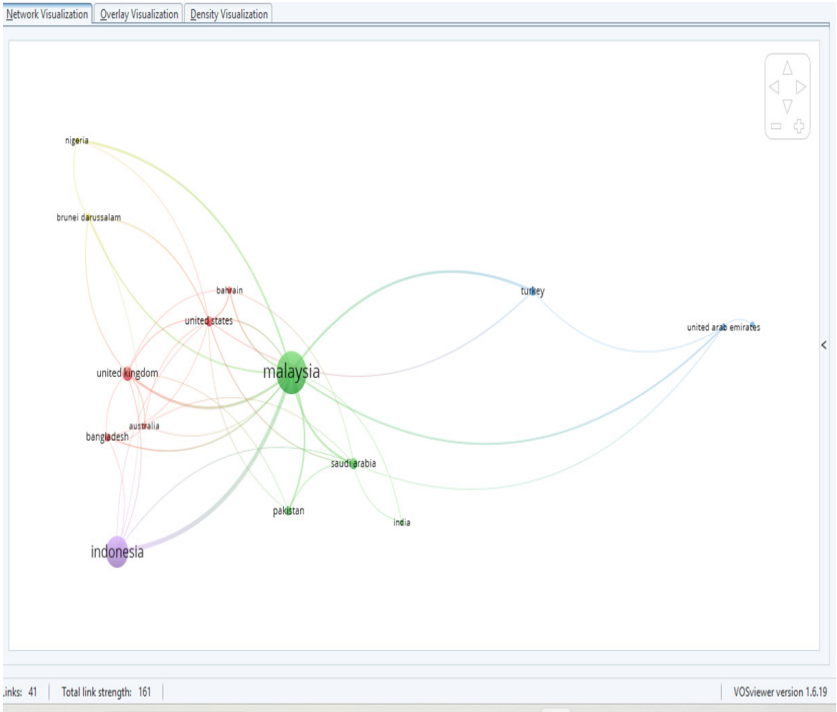 Network Visualization Overlay Visualization Density Visualization
nigeria
brunei darussalam
bahrain
turkey
united states
united arab emirates
malaysia
united kingdom
australia
bangladesh
saudi arabia
pakistan
india
indonesia
Links: 41 Total link strength: 161 VOSviewer version 1.6.19